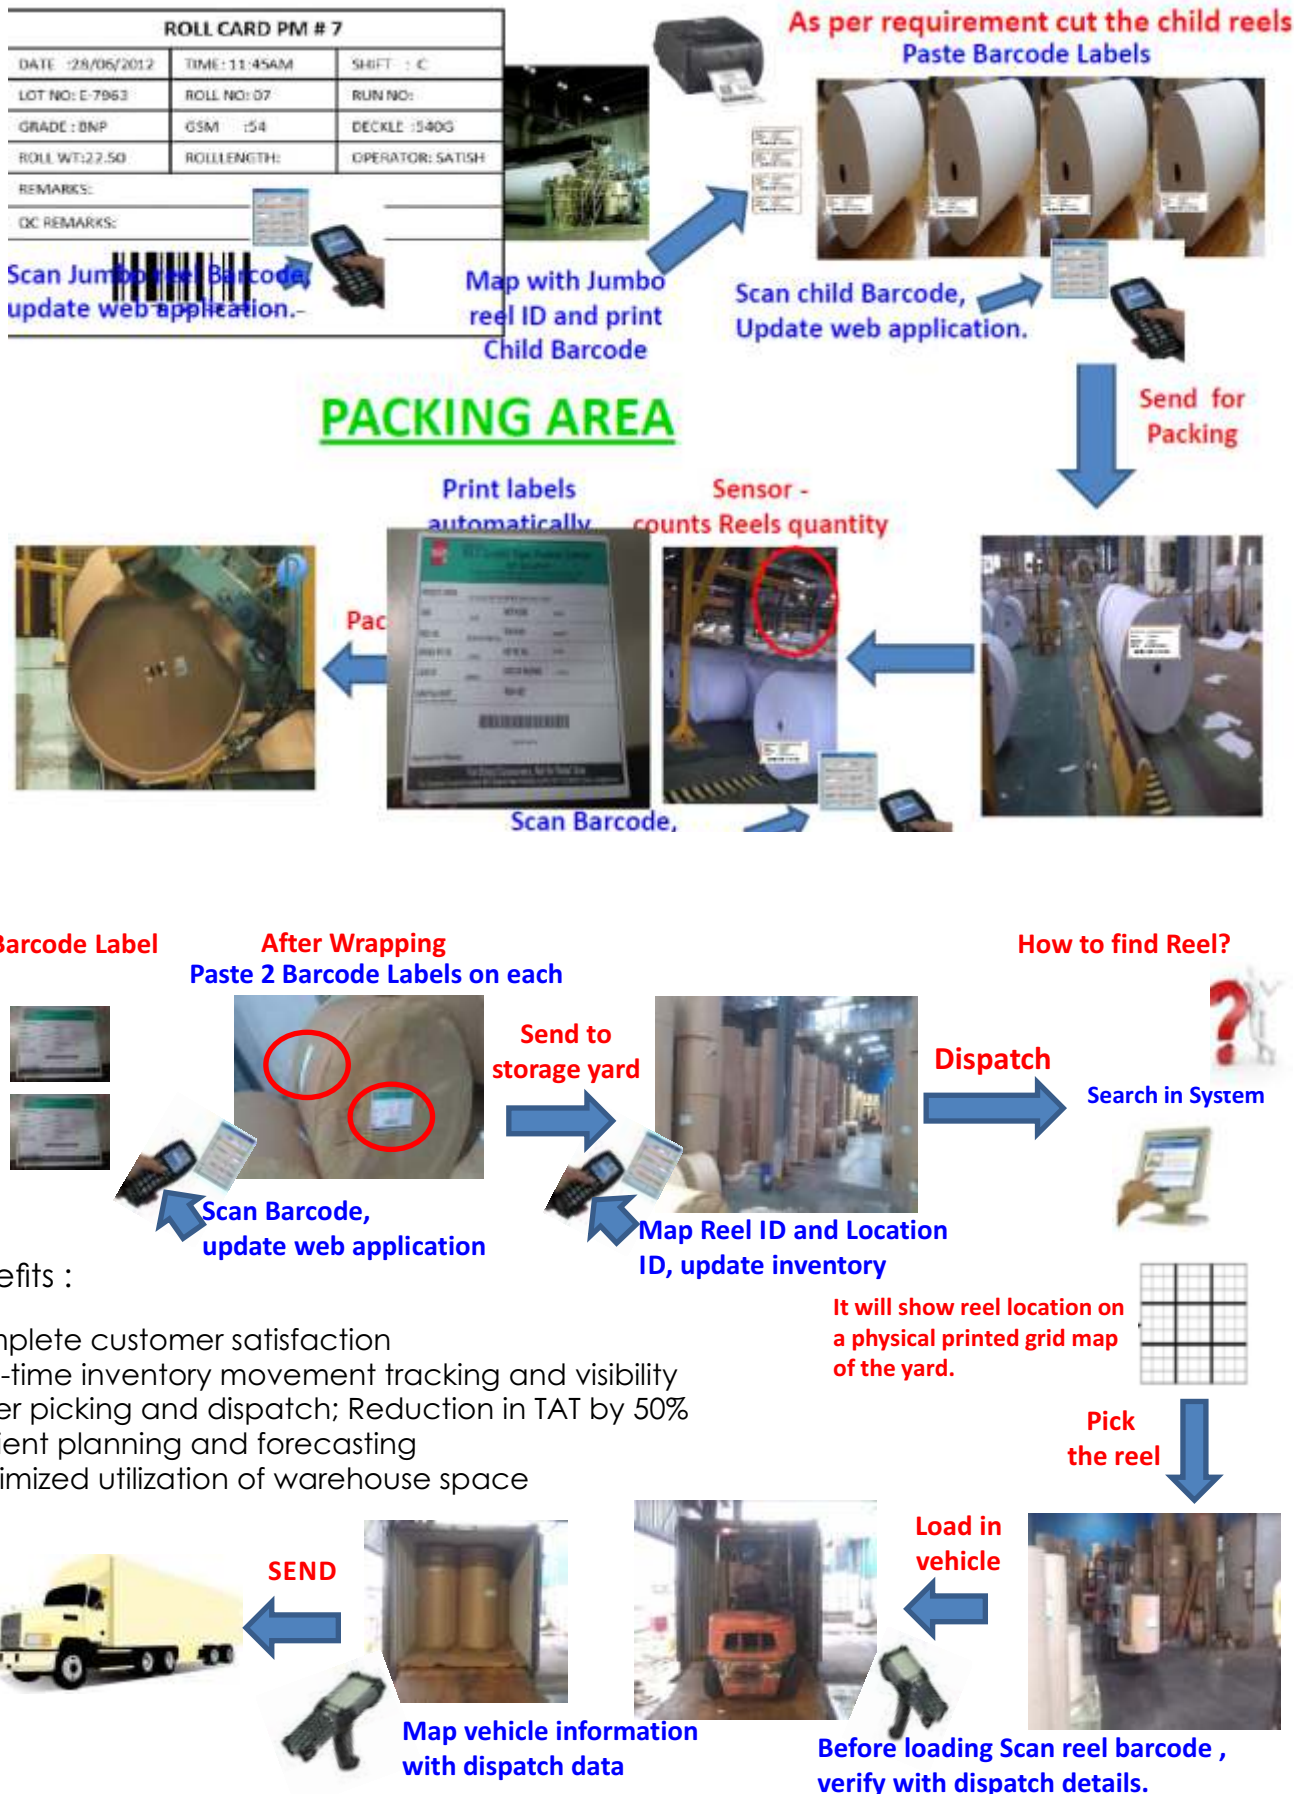 ROLL CARD PM # 7
DATE :28/06/2012 TIME: 11:45AM SHIFT : C
LOT NO: E-7963 ROLL NO: 07 RUN NO:
GRADE : BNP GSM :54 DECKLE :540G
ROLL WT:22.50 ROLLLENGTH: OPERATOR: SATISH
REMARKS:
QC REMARKS:
Scan Jumbo reel Barcode,
update web application.-
Map with Jumbo
reel ID and print
Child Barcode
As per requirement cut the child reels
Paste Barcode Labels
Scan child Barcode,
Update web application.
Send for
Packing
PACKING AREA
Sensor -
counts Reels quantity
Print labels
automatically
Pac
Scan Barcode,
Barcode Label
After Wrapping
Paste 2 Barcode Labels on each
Scan Barcode,
update web application
Send to
storage yard
Map Reel ID and Location
ID, update inventory
Dispatch
How to find Reel?
Search in System
It will show reel location on
a physical printed grid map
of the yard.
efits :
mplete customer satisfaction
-time inventory movement tracking and visibility
er picking and dispatch; Reduction in TAT by 50%
ient planning and forecasting
imized utilization of warehouse space
Pick
the reel
Load in
vehicle
Before loading Scan reel barcode ,
verify with dispatch details.
SEND
Map vehicle information
with dispatch data